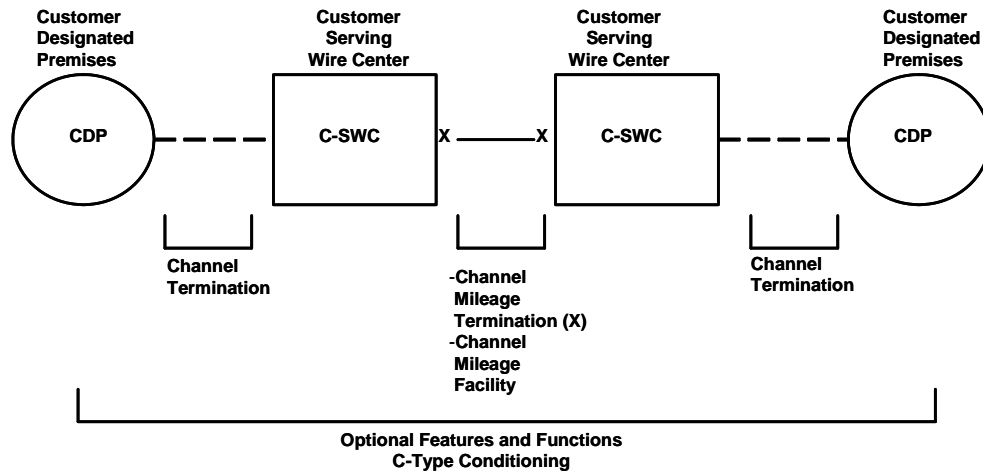 Customer
Designated
Premises
Customer
Serving
Wire Center
Customer
Serving
Wire Center
Customer
Designated
Premises
CDP
C-SWC
X
X
C-SWC
CDP
Channel
Termination
-Channel
Mileage
Termination (X)
-Channel
Mileage
Facility
Channel
Termination
Optional Features and Functions
C-Type Conditioning